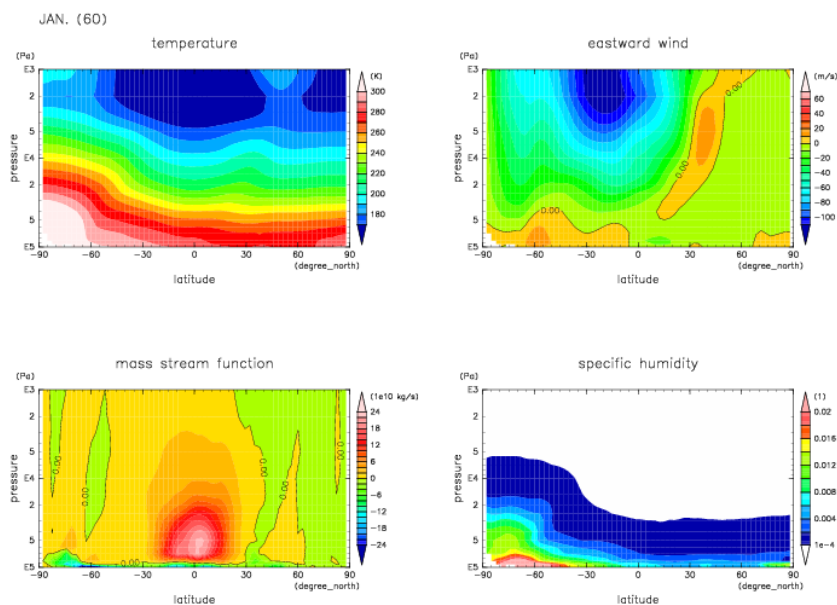 JAN. (60)
temperature
(Pa)
E3
2
5
E4
2
5
E5
pressure
-90 -60 -30 0 30 60 90
(degree_north)
latitude
(K)
300
290
270
250
230
210
190
170
eastward wind
(Pa)
E3
2
5
E4
2
5
E5
pressure
0.00
0.00
0.00
-90 -60 -30 0 30 60 90
(degree_north)
latitude
(m/s)
60
40
20
0
-20
-40
-60
-80
-100
mass stream function
(Pa)
E3
2
5
E4
2
5
E5
pressure
0.00
0.00
0.00
0.00
0.00
0.00
-90 -60 -30 0 30 60 90
(degree_north)
latitude
(1e10 kg/s)
24
18
12
6
0
-6
-12
-18
-24
specific humidity
(Pa)
E3
2
5
E4
2
5
E5
pressure
-90 -60 -30 0 30 60 90
(degree_north)
latitude
(1)
0.02
0.016
0.012
0.008
0.004
1e-4